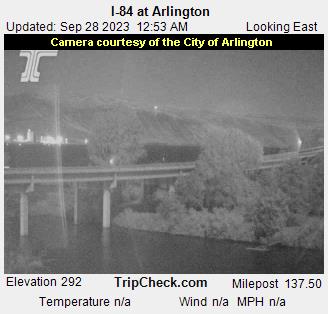 I-84 at Arlington
Updated: Sep 28 2023 12:53 AM Looking East
Camera courtesy of the City of Arlington
Elevation 292 TripCheck.com Milepost 137.50
Temperature n/a Wind n/a MPH n/a